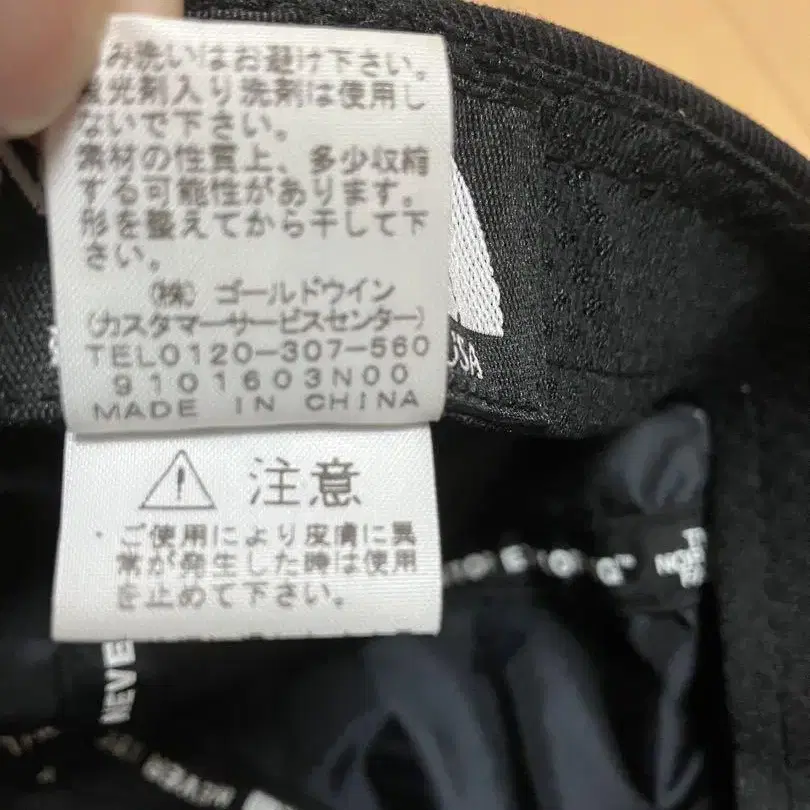 み洗いはお避け下さい。
光剤入り洗剤は使用し
ないで下さい。
素材の性質上、多少収縮
する可能性があります。
形を整えてから干して下
さい。
(株) ゴールドウイン
(カスタマーサービスセンター)
TEL0120-307-560
9101603N00
MADE IN CHINA
USA
注意
・ご使用により皮膚に異
常が発生した時は使用
を止めて下さい。
NEVE
NEVER